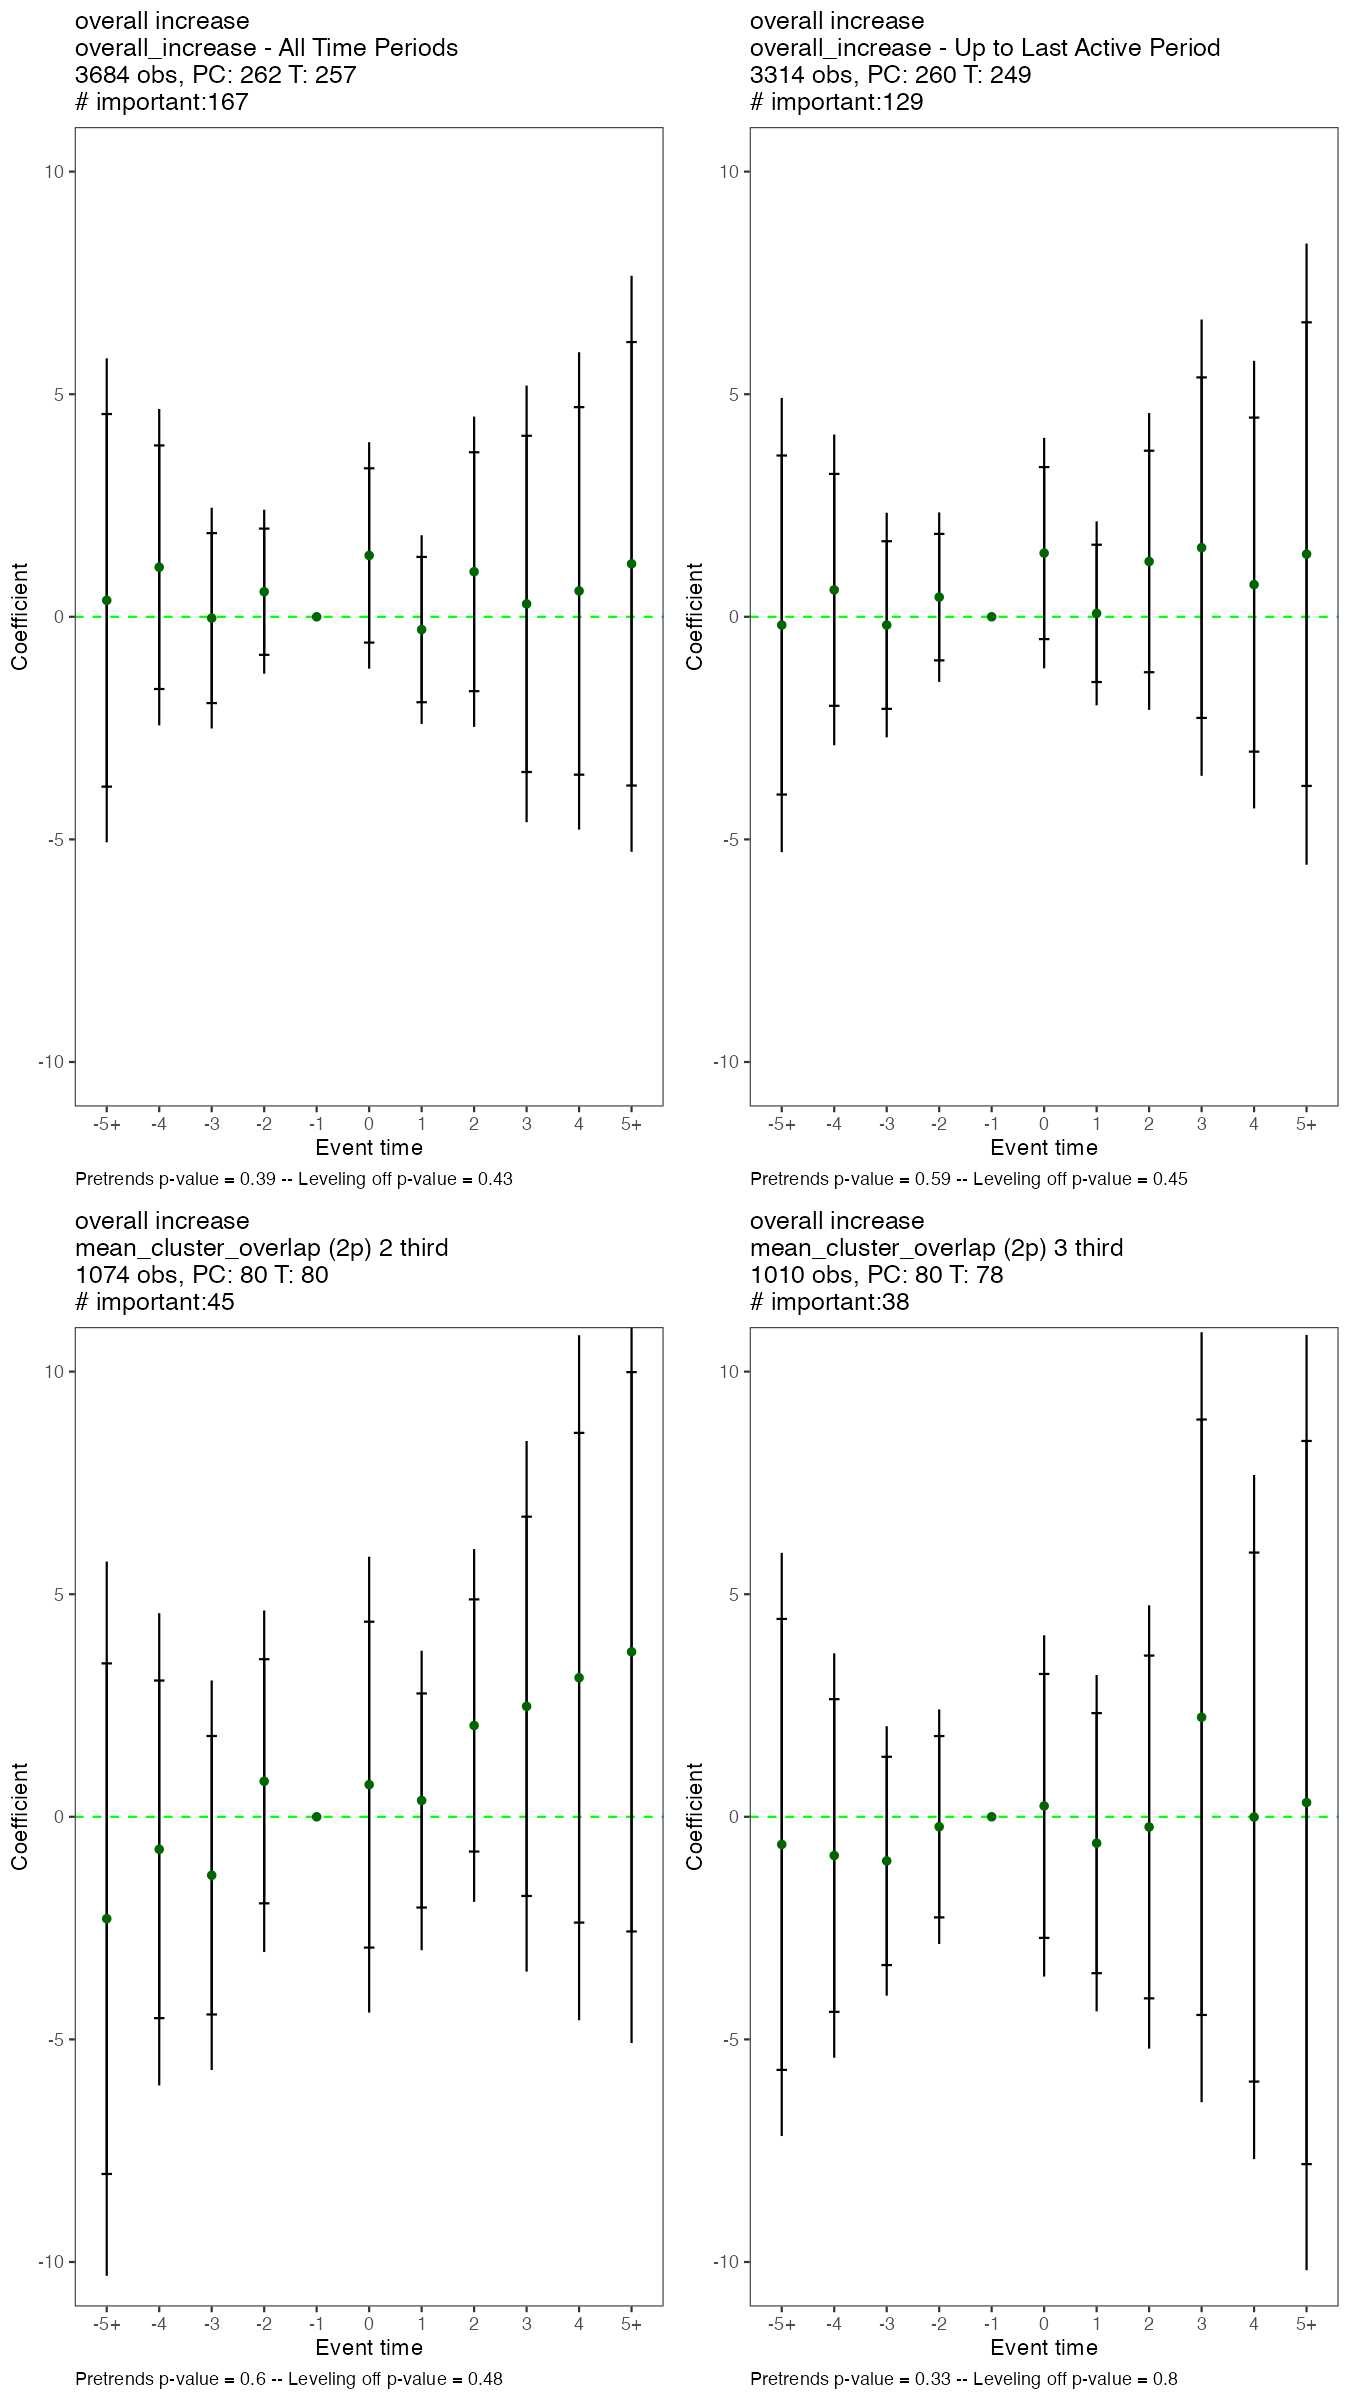 overall increase
overall_increase - All Time Periods
3684 obs, PC: 262 T: 257
# important:167
10
5
0
-5
-10
Coefficient
-5+ -4 -3 -2 -1 0 1 2 3 4 5+
Event time
Pretrends p-value = 0.39 -- Leveling off p-value = 0.43
overall increase
overall_increase - Up to Last Active Period
3314 obs, PC: 260 T: 249
# important:129
10
5
0
-5
-10
Coefficient
-5+ -4 -3 -2 -1 0 1 2 3 4 5+
Event time
Pretrends p-value = 0.59 -- Leveling off p-value = 0.45
overall increase
mean_cluster_overlap (2p) 2 third
1074 obs, PC: 80 T: 80
# important:45
10
5
0
-5
-10
Coefficient
-5+ -4 -3 -2 -1 0 1 2 3 4 5+
Event time
Pretrends p-value = 0.6 -- Leveling off p-value = 0.48
overall increase
mean_cluster_overlap (2p) 3 third
1010 obs, PC: 80 T: 78
# important:38
10
5
0
-5
-10
Coefficient
-5+ -4 -3 -2 -1 0 1 2 3 4 5+
Event time
Pretrends p-value = 0.33 -- Leveling off p-value = 0.8